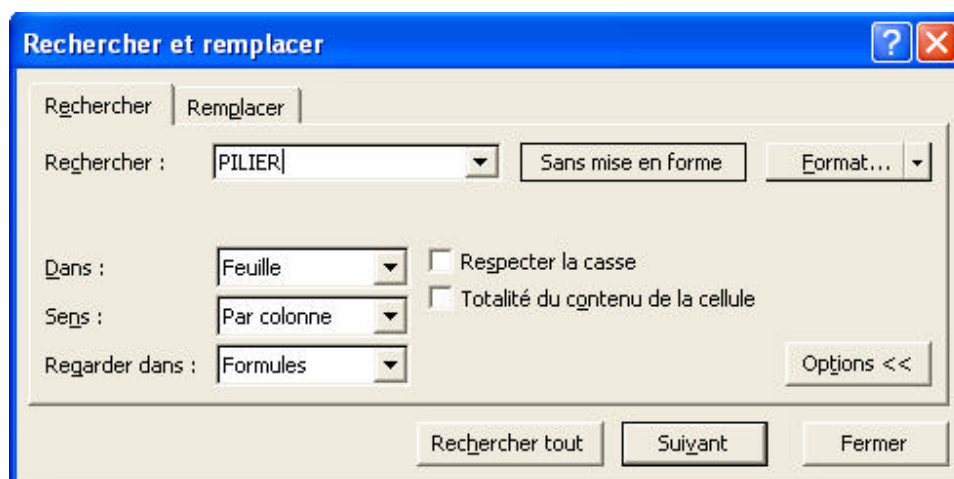 Rechercher et remplacer
Rechercher Remplacer
Rechercher : PILIER Sans mise en forme Format...
Dans : Feuille Respecter la casse
Totalité du contenu de la cellule
Sens : Par colonne
Regarder dans : Formules Options <<
Rechercher tout Suivant Fermer